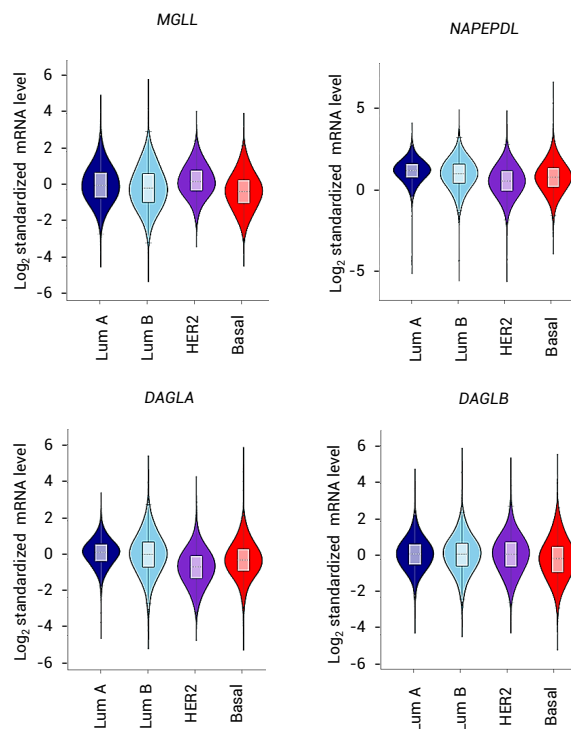 MGLL
Log2 standardized mRNA level
6
4
2
0
-2
-4
-6
Lum A
Lum B
HER2
Basal
NAPEPDL
Log2 standardized mRNA level
5
0
-5
Lum A
Lum B
HER2
Basal
DAGLA
Log2 standardized mRNA level
6
4
2
0
-2
-4
-6
Lum A
Lum B
HER2
Basal
DAGLB
Log2 standardized mRNA level
6
4
2
0
-2
-4
-6
Lum A
Lum B
HER2
Basal